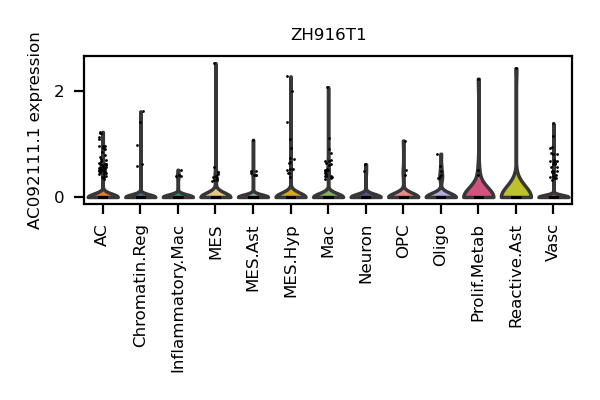 ZH916T1
AC092111.1 expression
2
0
AC
Chromatin.Reg
Inflammatory.Mac
MES
MES.Ast
MES.Hyp
Mac
Neuron
OPC
Oligo
Prolif.Metab
Reactive.Ast
Vasc